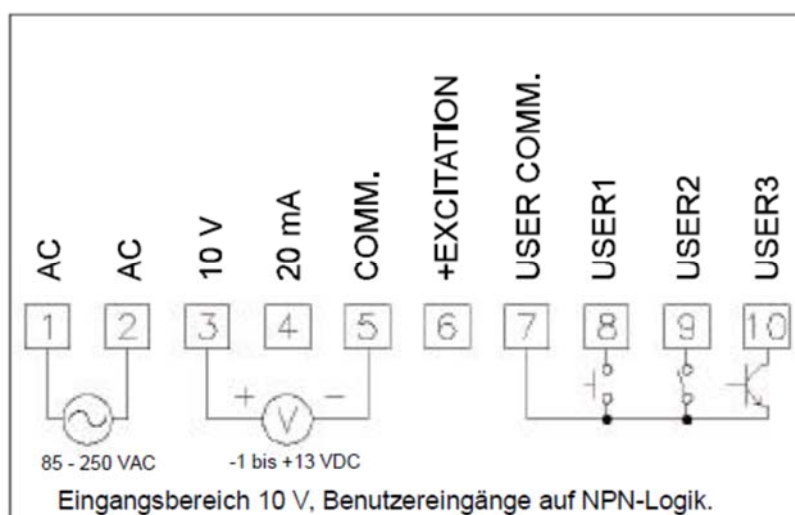 AC
AC
10 V
20 mA
COMM.
+EXCITATION
USER COMM.
USER1
USER2
USER3
1
2
3
4
5
6
7
8
9
10
+
V
-
85 - 250 VAC
-1 bis +13 VDC
Eingangsbereich 10 V, Benutzereingänge auf NPN-Logik.